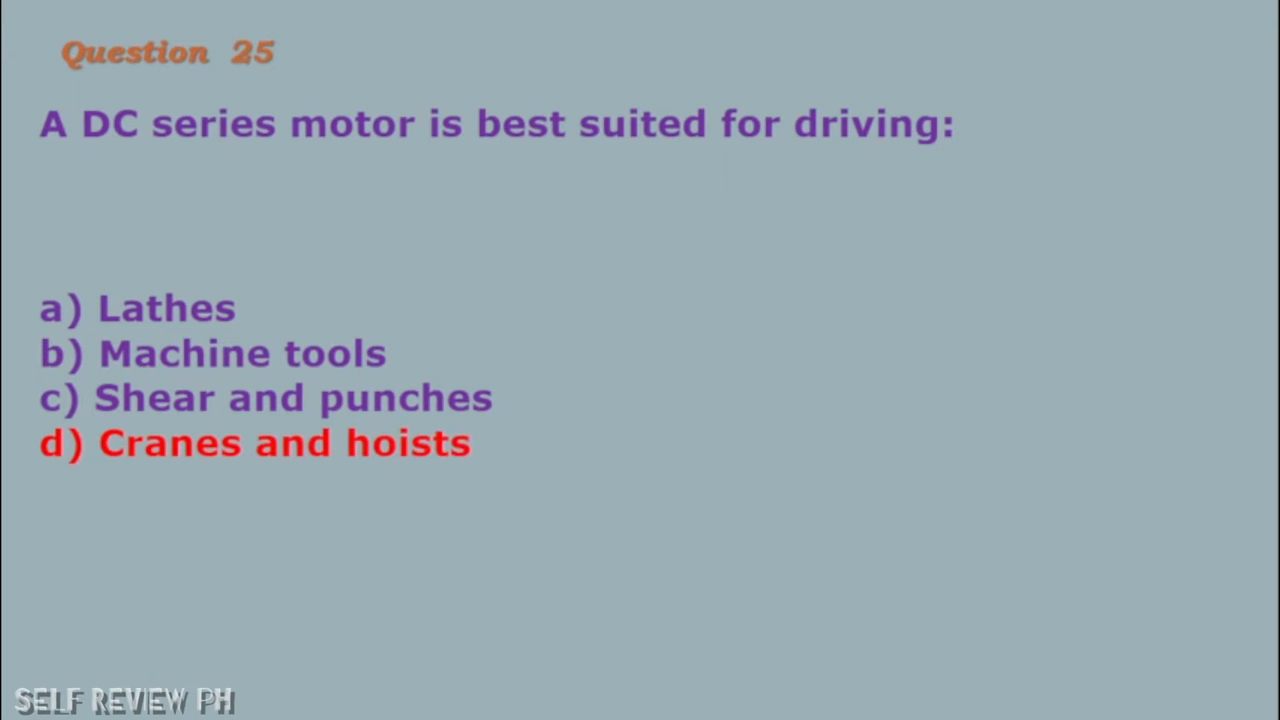 Question 25
A DC series motor is best suited for driving:
a) Lathes
b) Machine tools
c) Shear and punches
d) Cranes and hoists
SELF REVIEW PH